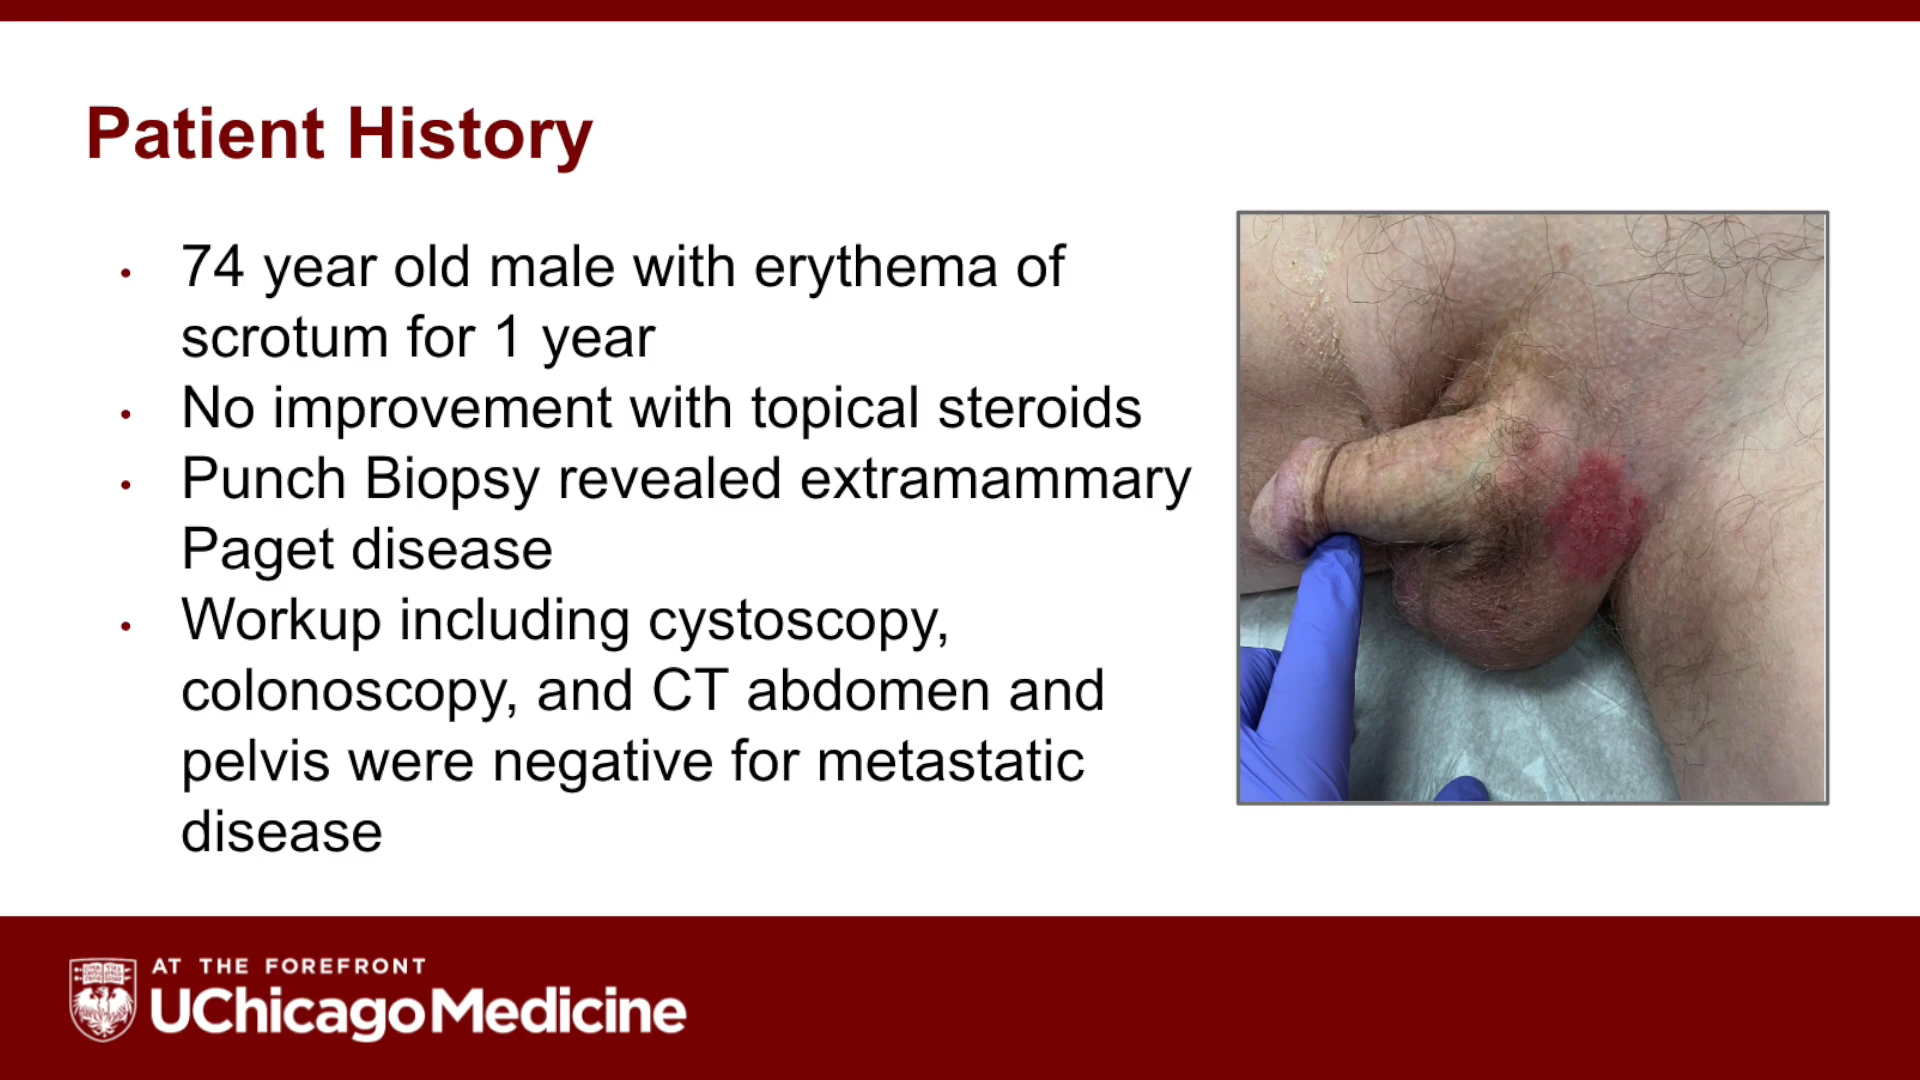 Patient History
• 74 year old male with erythema of
scrotum for 1 year
• No improvement with topical steroids
• Punch Biopsy revealed extramammary
Paget disease
• Workup including cystoscopy,
colonoscopy, and CT abdomen and
pelvis were negative for metastatic
disease
AT THE FOREFRONT
UChicagoMedicine